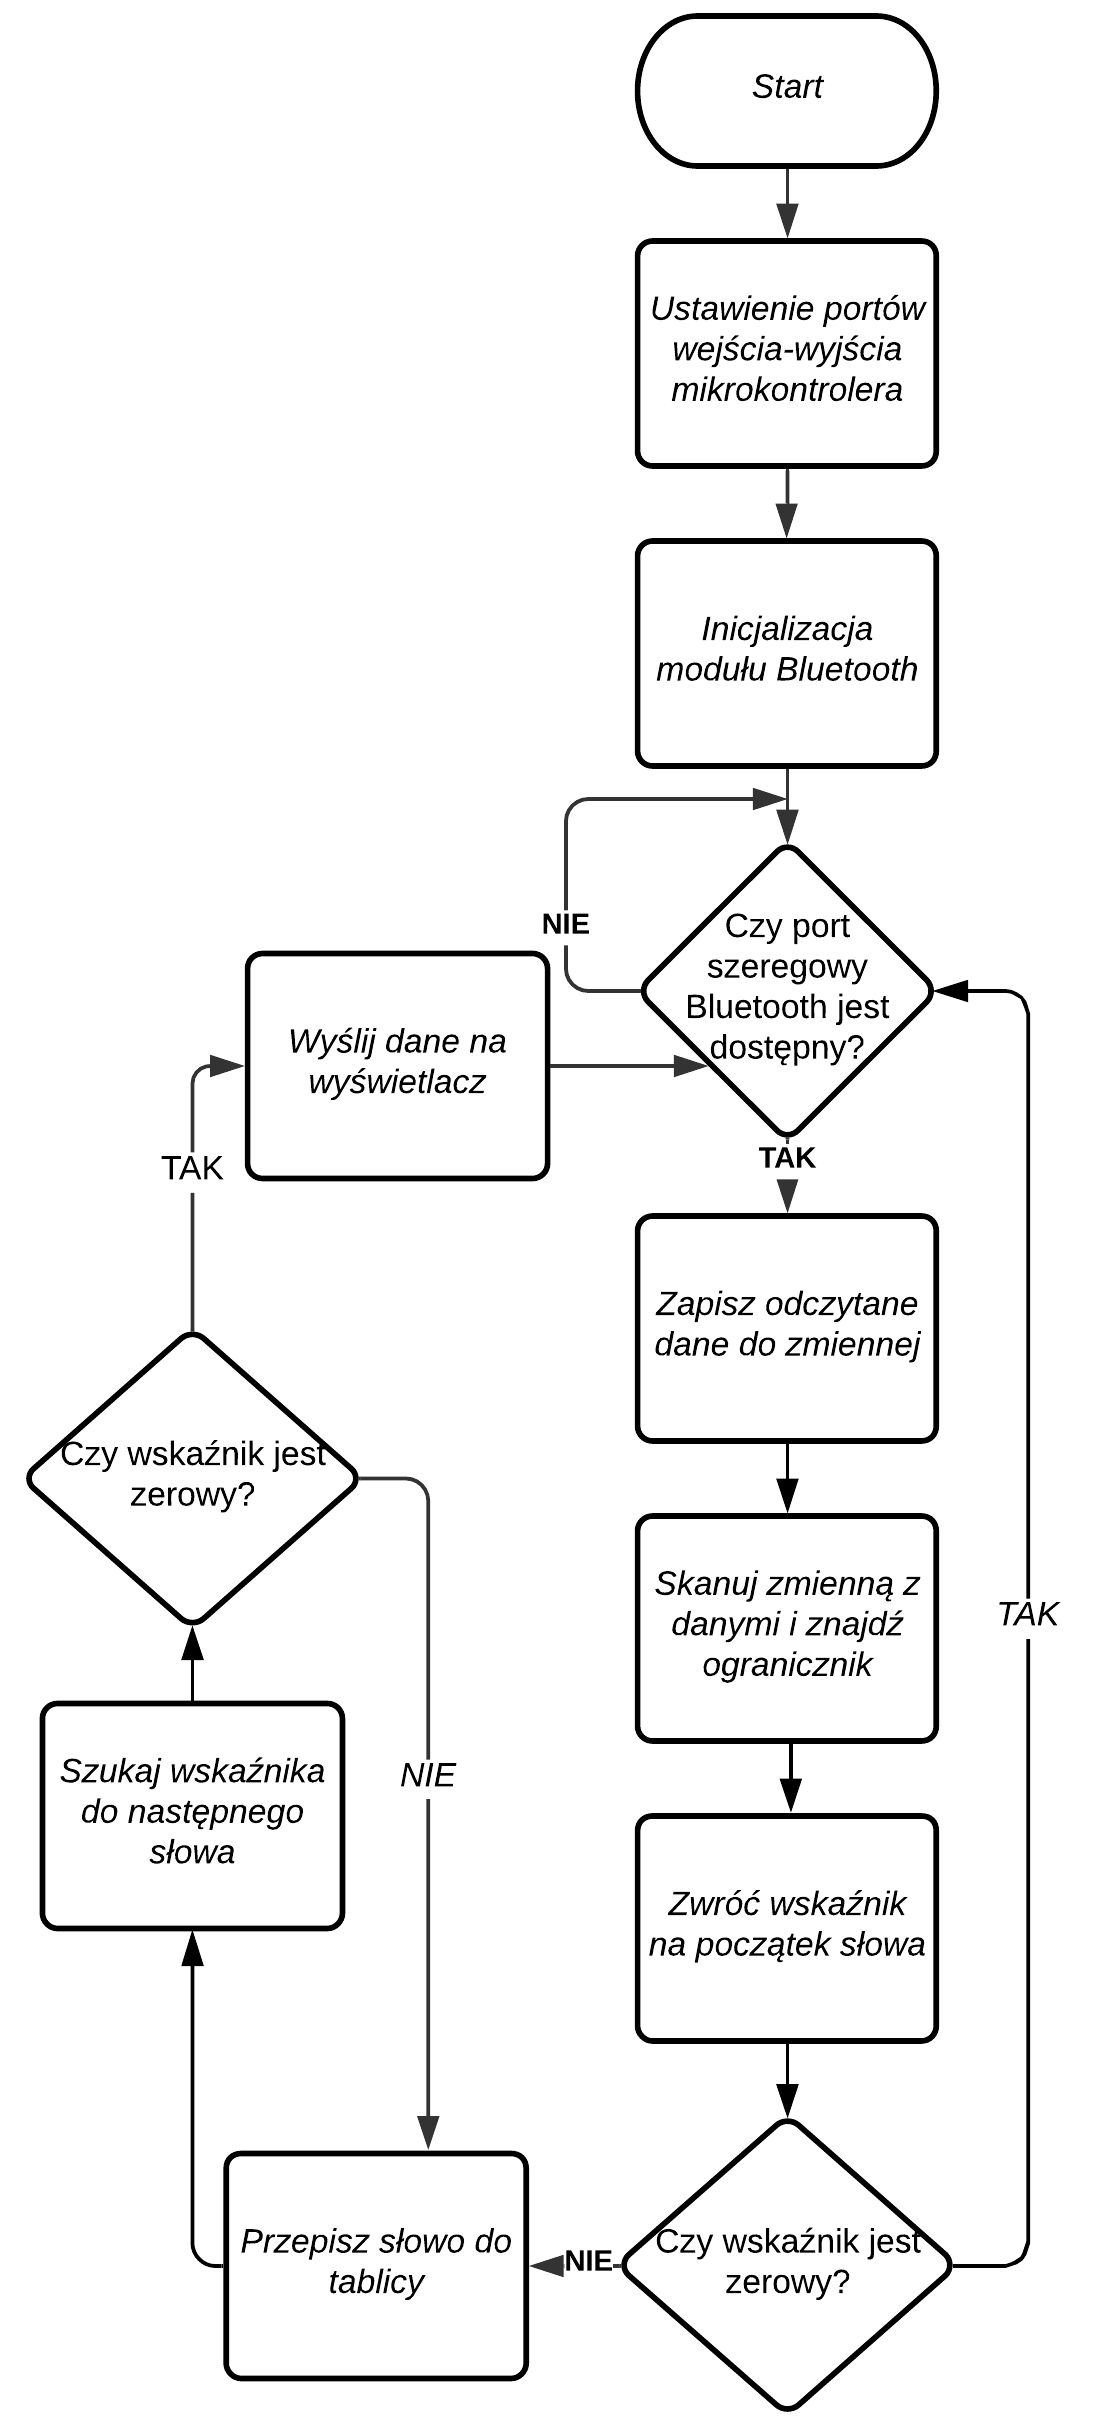 Start
Ustawienie portów
wejścia-wyjścia
mikrokontrolera
Inicjalizacja
modułu Bluetooth
NIE
Czy port
szeregowy
Bluetooth jest
dostępny?
Wyślij dane na
wyświetlacz
TAK
TAK
Zapisz odczytane
dane do zmiennej
Czy wskaźnik jest
zerowy?
Skanuj zmienną z
danymi i znajdź
ogranicznik
TAK
Szukaj wskaźnika
do następnego
słowa
NIE
Zwróć wskaźnik
na początek słowa
Przepisz słowo do
tablicy
NIE
Czy wskaźnik jest
zerowy?